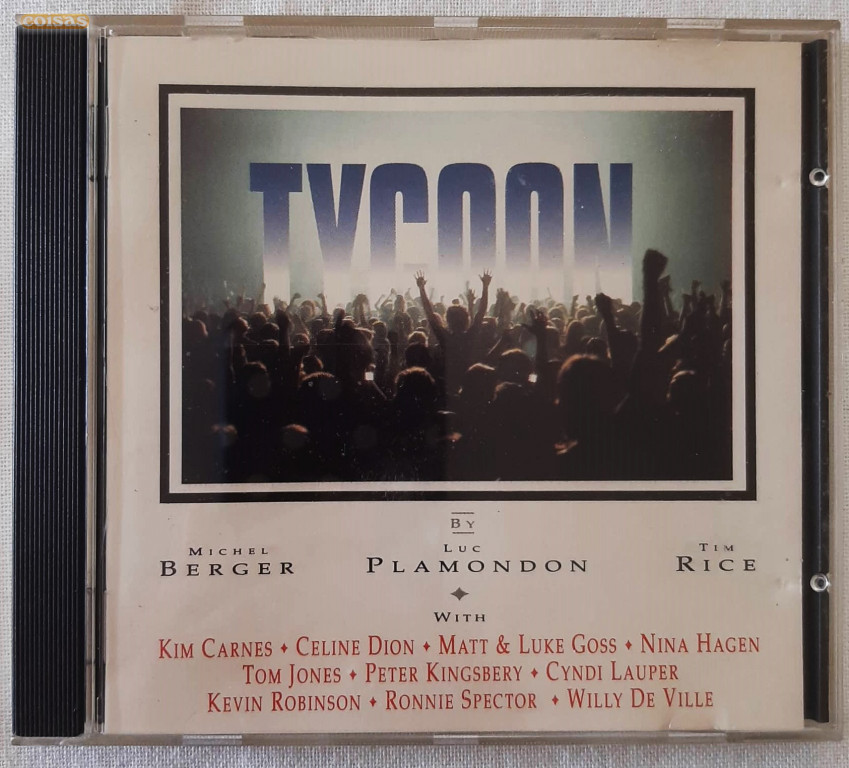 coisas
TYCOON
BY
MICHEL BERGER
LUC PLAMONDON
TIM RICE
WITH
KIM CARNES • CELINE DION • MATT & LUKE GOSS • NINA HAGEN
TOM JONES • PETER KINGSBERY • CYNDI LAUPER
KEVIN ROBINSON • RONNIE SPECTOR • WILLY DE VILLE